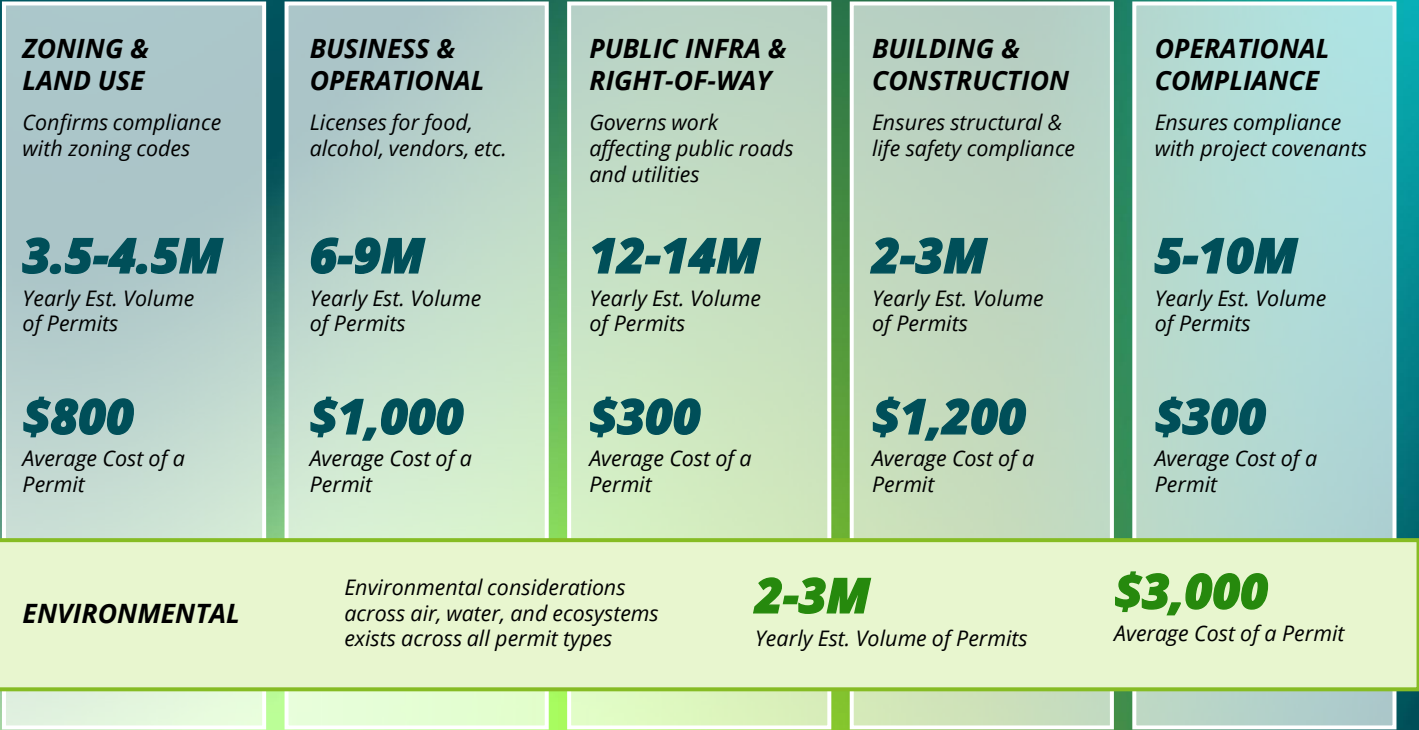 ZONING &
LAND USE
Confirms compliance
with zoning codes
3.5-4.5M
Yearly Est. Volume
of Permits
$800
Average Cost of a
Permit
BUSINESS &
OPERATIONAL
Licenses for food,
alcohol, vendors, etc.
6-9M
Yearly Est. Volume
of Permits
$1,000
Average Cost of a
Permit
PUBLIC INFRA &
RIGHT-OF-WAY
Governs work
affecting public roads
and utilities
12-14M
Yearly Est. Volume
of Permits
$300
Average Cost of a
Permit
BUILDING &
CONSTRUCTION
Ensures structural &
life safety compliance
2-3M
Yearly Est. Volume
of Permits
$1,200
Average Cost of a
Permit
OPERATIONAL
COMPLIANCE
Ensures compliance
with project covenants
5-10M
Yearly Est. Volume
of Permits
$300
Average Cost of a
Permit
ENVIRONMENTAL
Environmental considerations
across air, water, and ecosystems
exists across all permit types
2-3M
Yearly Est. Volume of Permits
$3,000
Average Cost of a Permit